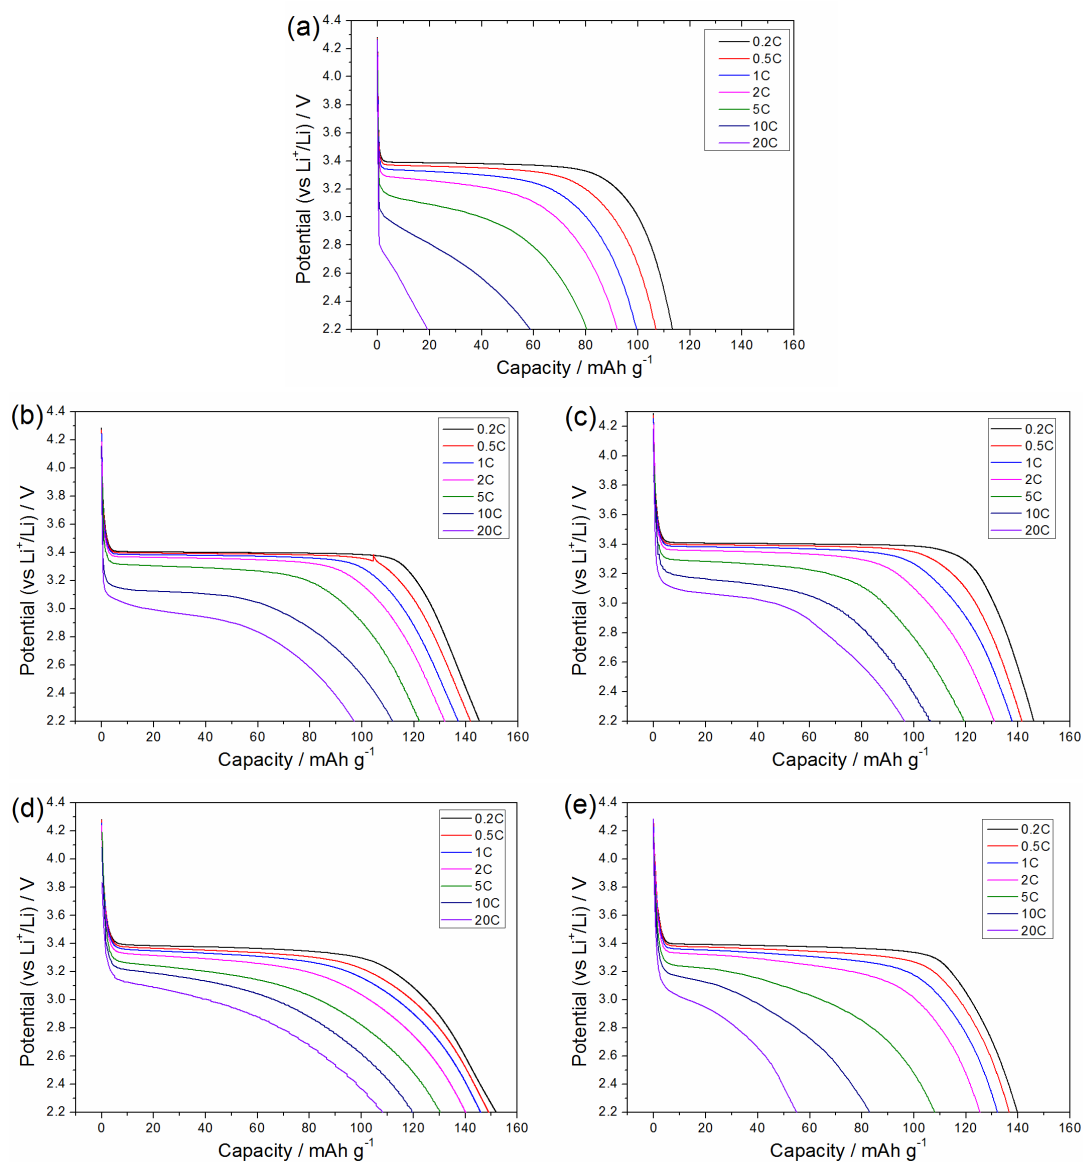 (a)
4.4
4.2
4.0
3.8
3.6
3.4
3.2
3.0
2.8
2.6
2.4
2.2
Potential (vs Li⁺/Li) / V
0.2C
0.5C
1C
2C
5C
10C
20C
0 20 40 60 80 100 120 140 160
Capacity / mAh g⁻¹
(b)
4.4
4.2
4.0
3.8
3.6
3.4
3.2
3.0
2.8
2.6
2.4
2.2
Potential (vs Li⁺/Li) / V
0.2C
0.5C
1C
2C
5C
10C
20C
0 20 40 60 80 100 120 140 160
Capacity / mAh g⁻¹
(c)
4.2
4.0
3.8
3.6
3.4
3.2
3.0
2.8
2.6
2.4
2.2
Potential (vs Li⁺/Li) / V
0.2C
0.5C
1C
2C
5C
10C
20C
0 20 40 60 80 100 120 140 160
Capacity / mAh g⁻¹
(d)
4.4
4.2
4.0
3.8
3.6
3.4
3.2
3.0
2.8
2.6
2.4
2.2
Potential (vs Li⁺/Li) / V
0.2C
0.5C
1C
2C
5C
10C
20C
0 20 40 60 80 100 120 140 160
Capacity / mAh g⁻¹
(e)
4.4
4.2
4.0
3.8
3.6
3.4
3.2
3.0
2.8
2.6
2.4
2.2
Potential (vs Li⁺/Li) / V
0.2C
0.5C
1C
2C
5C
10C
20C
0 20 40 60 80 100 120 140 160
Capacity / mAh g⁻¹